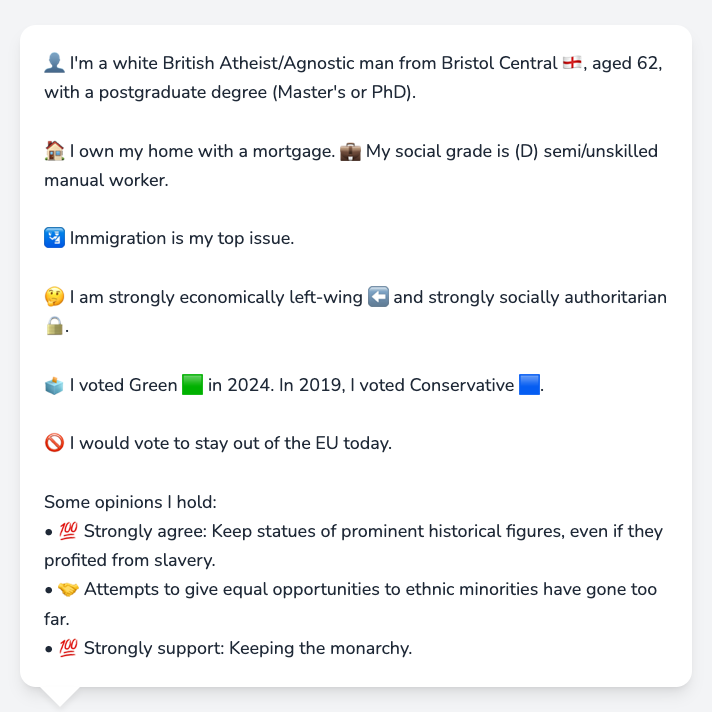 👤 I'm a white British Atheist/Agnostic man from Bristol Central 🏴󠁧󠁢󠁥󠁮󠁧󠁿, aged 62,
with a postgraduate degree (Master's or PhD).
🏠 I own my home with a mortgage. 💼 My social grade is (D) semi/unskilled
manual worker.
🛂 Immigration is my top issue.
🤔 I am strongly economically left-wing ⬅️ and strongly socially authoritarian
🔒.
🗳️ I voted Green 🟩 in 2024. In 2019, I voted Conservative 🟦.
🚫 I would vote to stay out of the EU today.
Some opinions I hold:
• 💯 Strongly agree: Keep statues of prominent historical figures, even if they
profited from slavery.
• 🤝 Attempts to give equal opportunities to ethnic minorities have gone too
far.
• 💯 Strongly support: Keeping the monarchy.